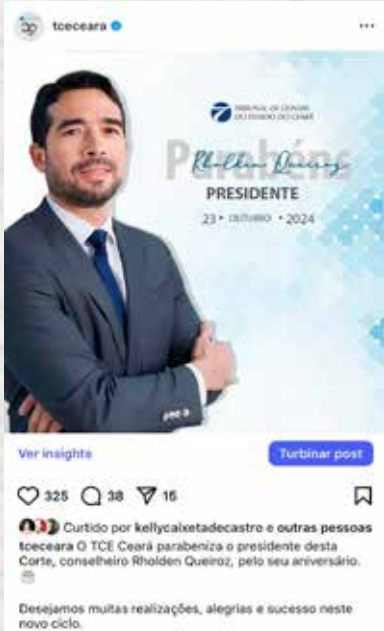 tceceara
TRIBUNAL DE CONTAS
DO ESTADO DO CEARÁ
Parabéns
Rholden Queiroz
PRESIDENTE
23 • OUTUBRO • 2024
Ver insights
Turbinar post
325 38 16
Curtido por kellycaixetadecastro e outras pessoas
tceceara O TCE Ceará parabeniza o presidente desta
Corte, conselheiro Rholden Queiroz, pelo seu aniversário.
Desejamos muitas realizações, alegrias e sucesso neste
novo ciclo.